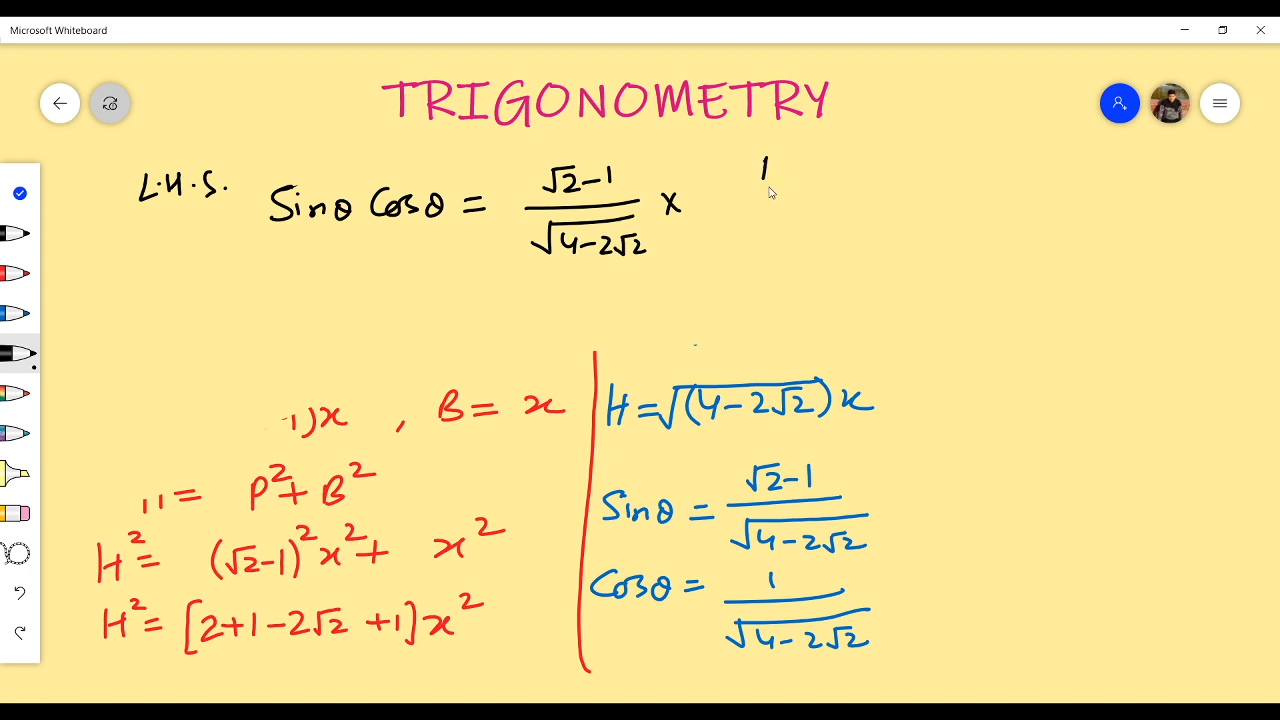 Microsoft Whiteboard
TRIGONOMETRY
L.H.S. Sinθ Cosθ = (√2-1)/√(4-2√2) × 1
1)x , B = x
= P²+ B²
H² = (√2-1)²x² + x²
H² = [2+1-2√2 +1]x²
H = √(4-2√2) x
Sinθ = (√2-1)/√(4-2√2)
Cosθ = 1/√(4-2√2)